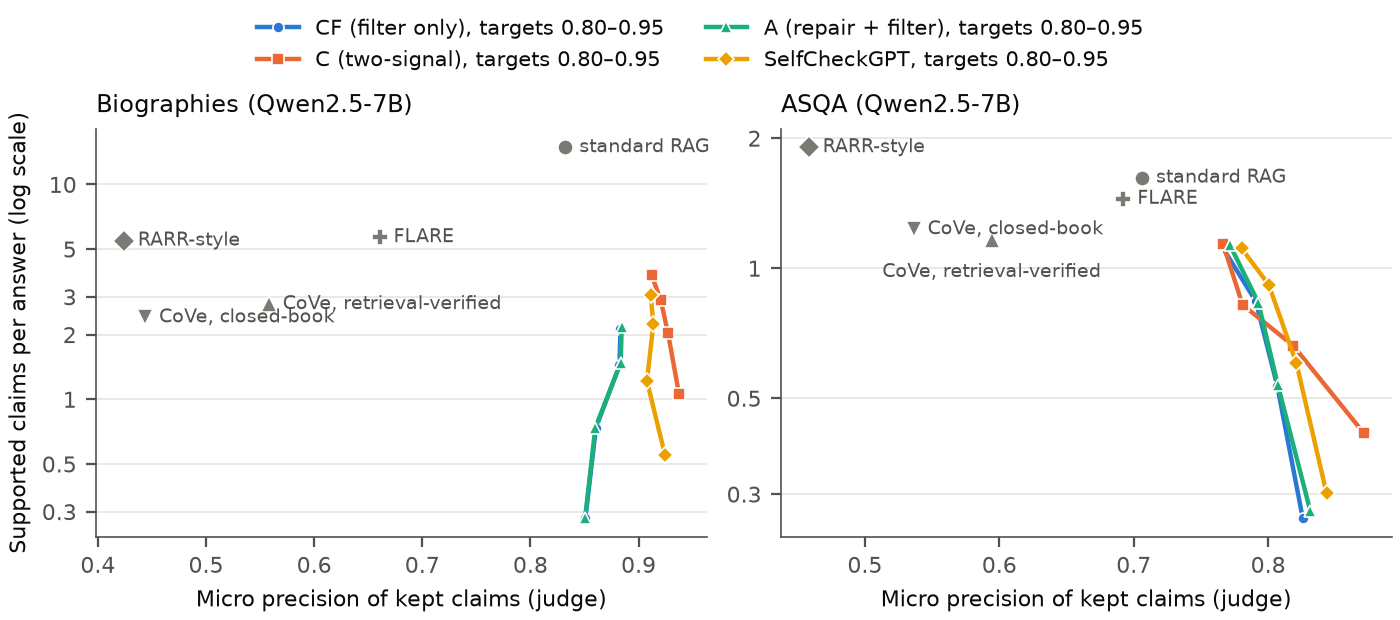 CF (filter only), targets 0.80–0.95
C (two-signal), targets 0.80–0.95
A (repair + filter), targets 0.80–0.95
SelfCheckGPT, targets 0.80–0.95
Biographies (Qwen2.5-7B)
Supported claims per answer (log scale)
10
5
3
2
1
0.5
0.3
standard RAG
RARR-style
FLARE
CoVe, retrieval-verified
CoVe, closed-book
0.4
0.5
0.6
0.7
0.8
0.9
Micro precision of kept claims (judge)
ASQA (Qwen2.5-7B)
2
1
0.5
0.3
RARR-style
standard RAG
FLARE
CoVe, closed-book
CoVe, retrieval-verified
0.5
0.6
0.7
0.8
Micro precision of kept claims (judge)